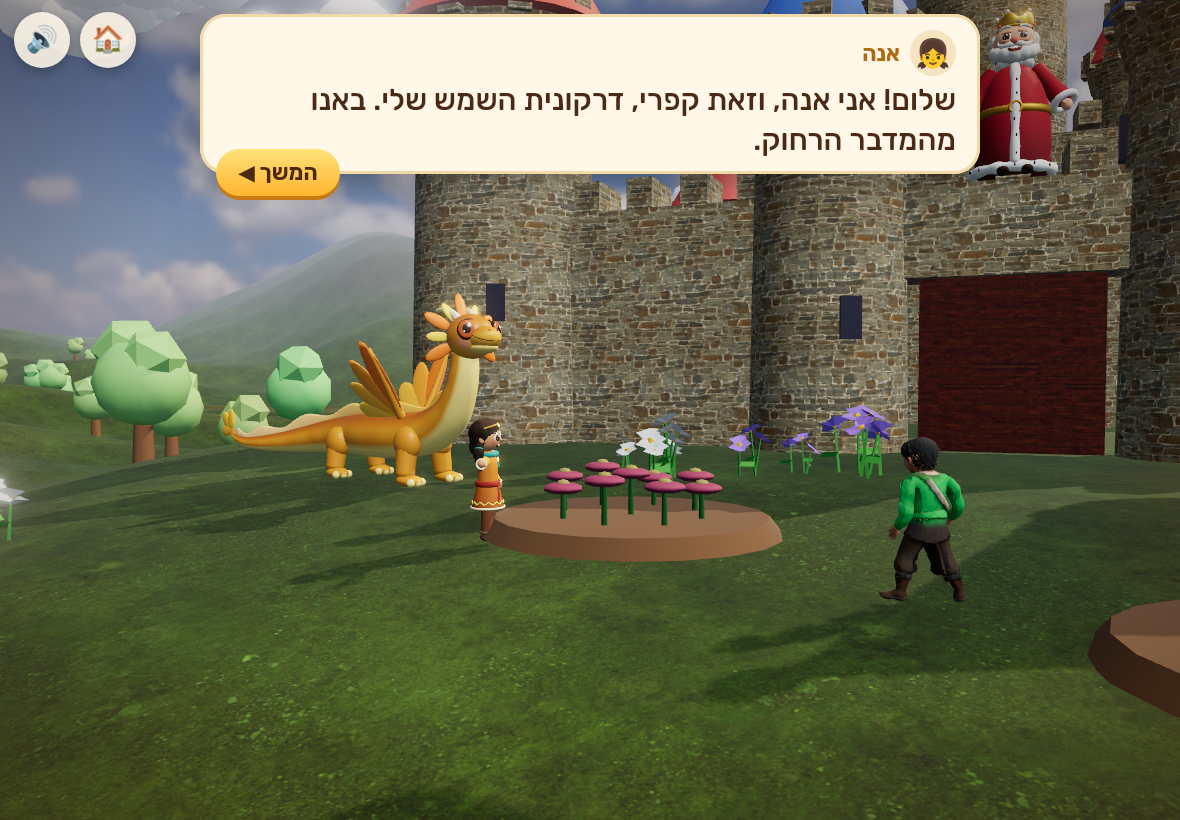 אנה
שלום! אני אנה, וזאת קפרי, דרקונית השמש שלי. באנו
מהמדבר הרחוק.
המשך ◀